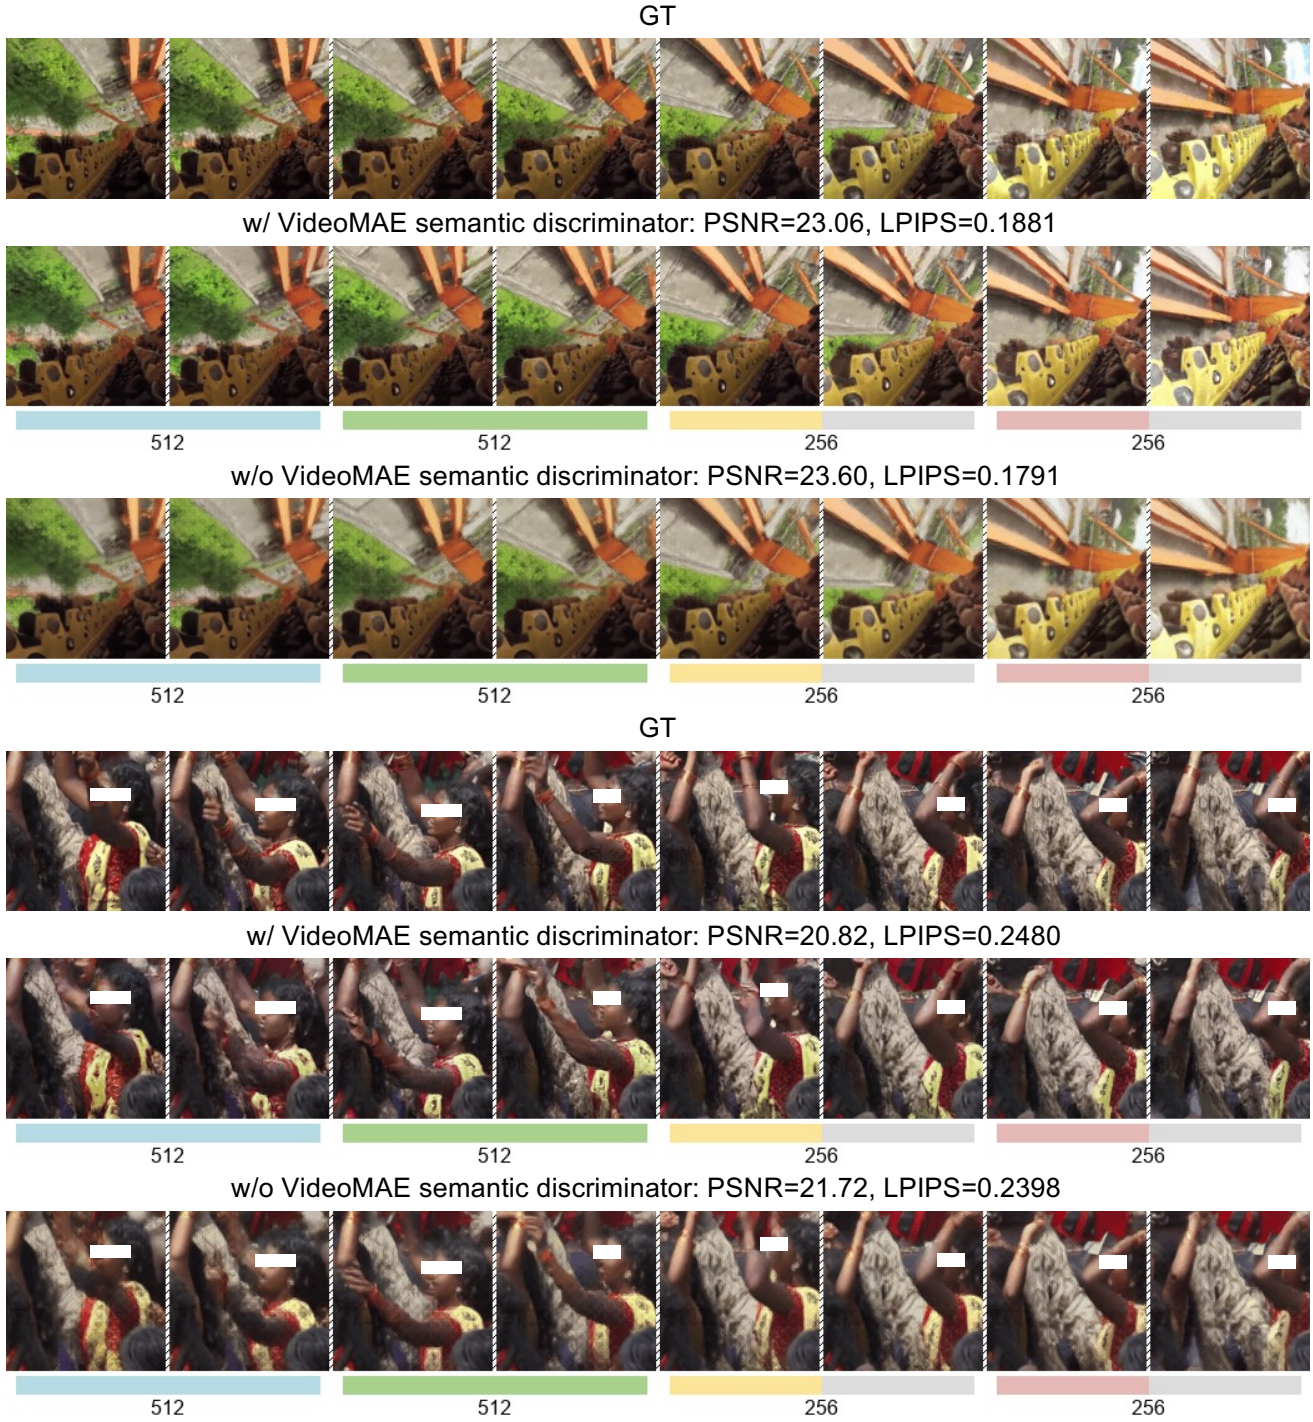 GT
w/ VideoMAE semantic discriminator: PSNR=23.06, LPIPS=0.1881
512 512 256 256
w/o VideoMAE semantic discriminator: PSNR=23.60, LPIPS=0.1791
512 512 256 256
GT
w/ VideoMAE semantic discriminator: PSNR=20.82, LPIPS=0.2480
512 512 256 256
w/o VideoMAE semantic discriminator: PSNR=21.72, LPIPS=0.2398
512 512 256 256